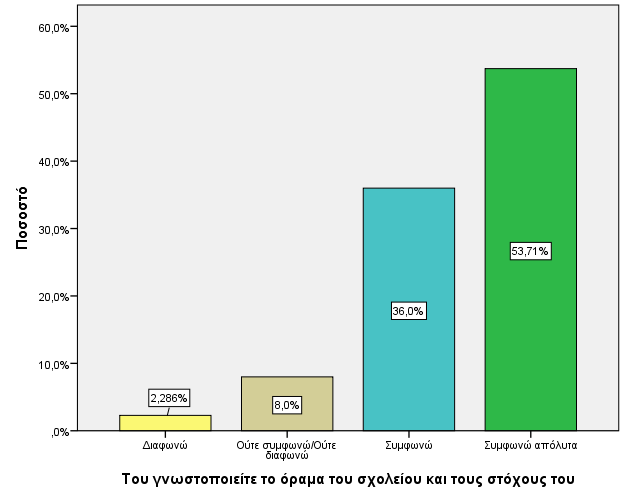 60,0%
50,0%
40,0%
30,0%
20,0%
10,0%
,0%
Ποσοστό
2,286%
8,0%
36,0%
53,71%
Διαφωνώ
Ούτε συμφωνώ/Ούτε
διαφωνώ
Συμφωνώ
Συμφωνώ απόλυτα
Του γνωστοποιείτε το όραμα του σχολείου και τους στόχους του